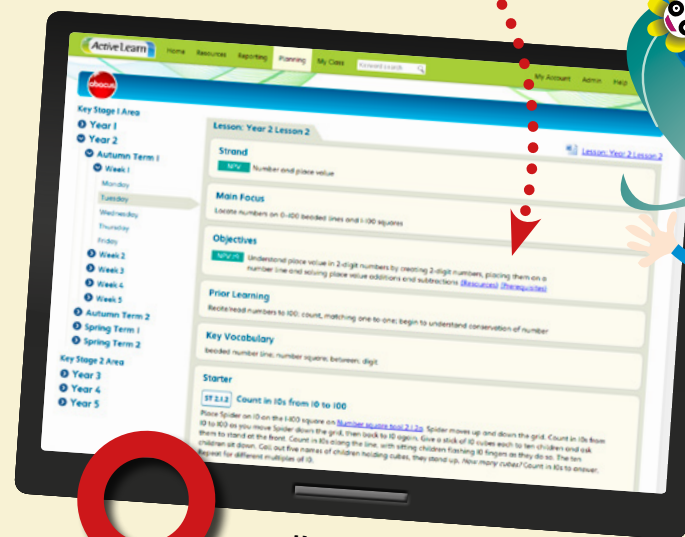 ActiveLearn Home Resources Reporting Planning My Class Keyword search My Account Admin Help
abacus
Key Stage 1 Area
Year 1
Year 2
Autumn Term 1
Week 1
Monday
Tuesday
Wednesday
Thursday
Friday
Week 2
Week 3
Week 4
Week 5
Autumn Term 2
Spring Term 1
Spring Term 2
Key Stage 2 Area
Year 3
Year 4
Year 5
Lesson: Year 2 Lesson 2
Lesson: Year 2 Lesson 2
Strand
NPV Number and place value
Main Focus
Locate numbers on 0-100 beaded lines and 1-100 squares
Objectives
Understand place value in 2-digit numbers by creating 2-digit numbers, placing them on a
number line and solving place value additions and subtractions (Resources) (Prerequisites)
Prior Learning
Recite/read numbers to 100; count, matching one-to-one; begin to understand conservation of number
Key Vocabulary
beaded number line; number square; between; digit
Starter
ST 2.1.2 Count in 10s from 10 to 100
Place Spider on 10 on the 1-100 square on Number square tool 2.1.2a. Spider moves up and down the grid. Count in 10s from
10 to 100 as you move Spider down the grid, then back to 10 again. Give a stick of 10 cubes each to ten children and ask
them to stand at the front. Count in 10s along the line, with sitting children flashing 10 fingers as they do so. The ten
children sit down. Call out five names of children holding cubes, they stand up. How many cubes? Count in 10s to answer.
Repeat for different multiples of 10.